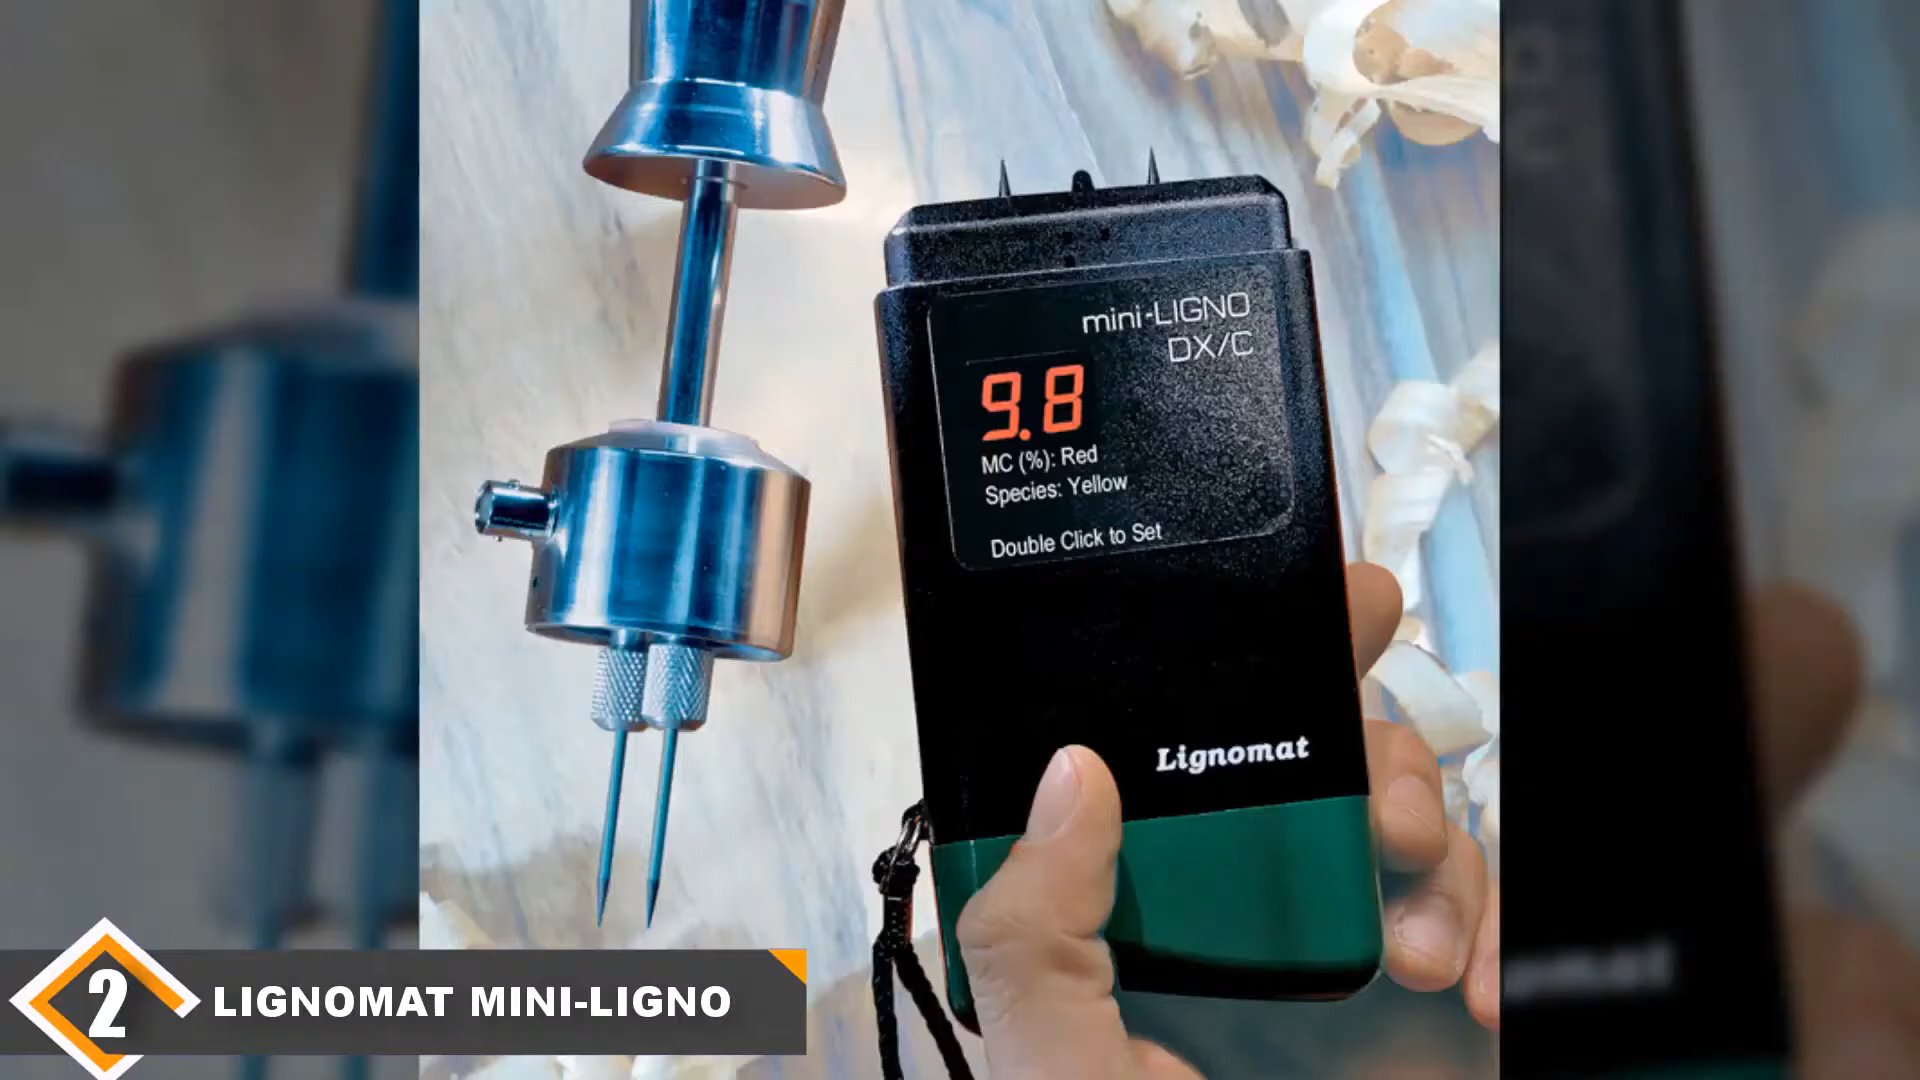 mini-LIGNO
DX/C
9.8
MC (%): Red
Species: Yellow
Double Click to Set
Lignomat
2
LIGNOMAT MINI-LIGNO